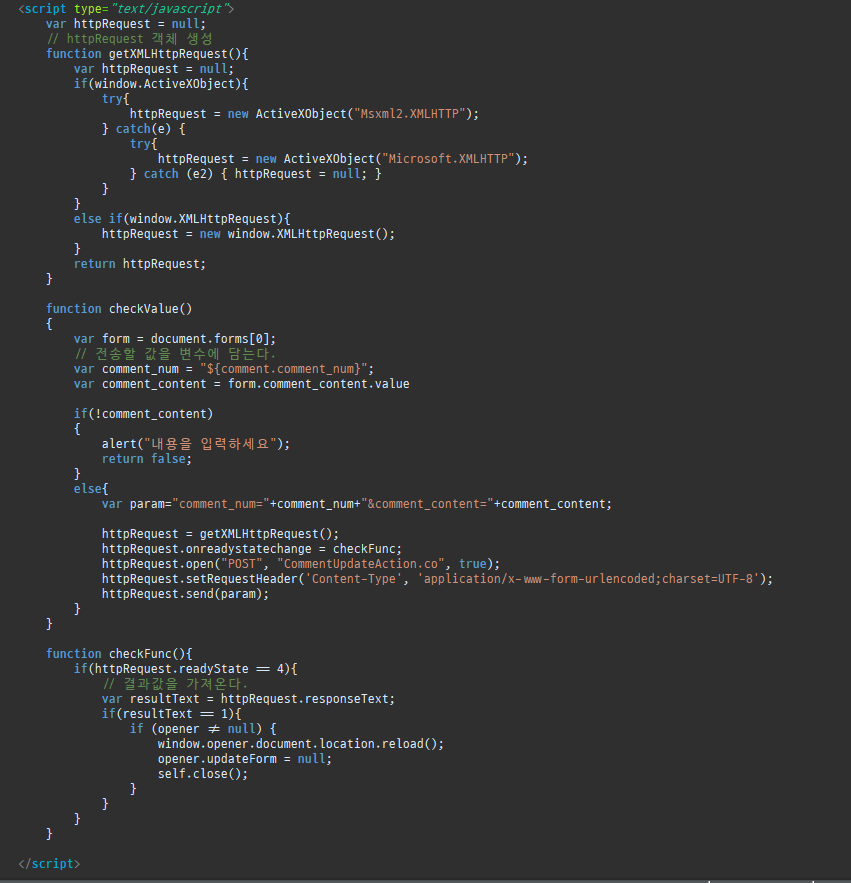 <script type="text/javascript">
var httpRequest = null;
// httpRequest 객체 생성
function getXMLHttpRequest(){
var httpRequest = null;
if(window.ActiveXObject){
try{
httpRequest = new ActiveXObject("Msxml2.XMLHTTP");
} catch(e) {
try{
httpRequest = new ActiveXObject("Microsoft.XMLHTTP");
} catch (e2) { httpRequest = null; }
}
}
else if(window.XMLHttpRequest){
httpRequest = new window.XMLHttpRequest();
}
return httpRequest;
}
function checkValue()
{
var form = document.forms[0];
// 전송할 값을 변수에 담는다.
var comment_num = "${comment.comment_num}";
var comment_content = form.comment_content.value
if(!comment_content)
{
alert("내용을 입력하세요");
return false;
}
else{
var param="comment_num="+comment_num+"&comment_content="+comment_content;
httpRequest = getXMLHttpRequest();
httpRequest.onreadystatechange = checkFunc;
httpRequest.open("POST", "CommentUpdateAction.co", true);
httpRequest.setRequestHeader('Content-Type', 'application/x-www-form-urlencoded;charset=UTF-8');
httpRequest.send(param);
}
}
function checkFunc(){
if(httpRequest.readyState == 4){
// 결과값을 가져온다.
var resultText = httpRequest.responseText;
if(resultText == 1){
if (opener != null) {
window.opener.document.location.reload();
opener.updateForm = null;
self.close();
}
}
}
}
</script>